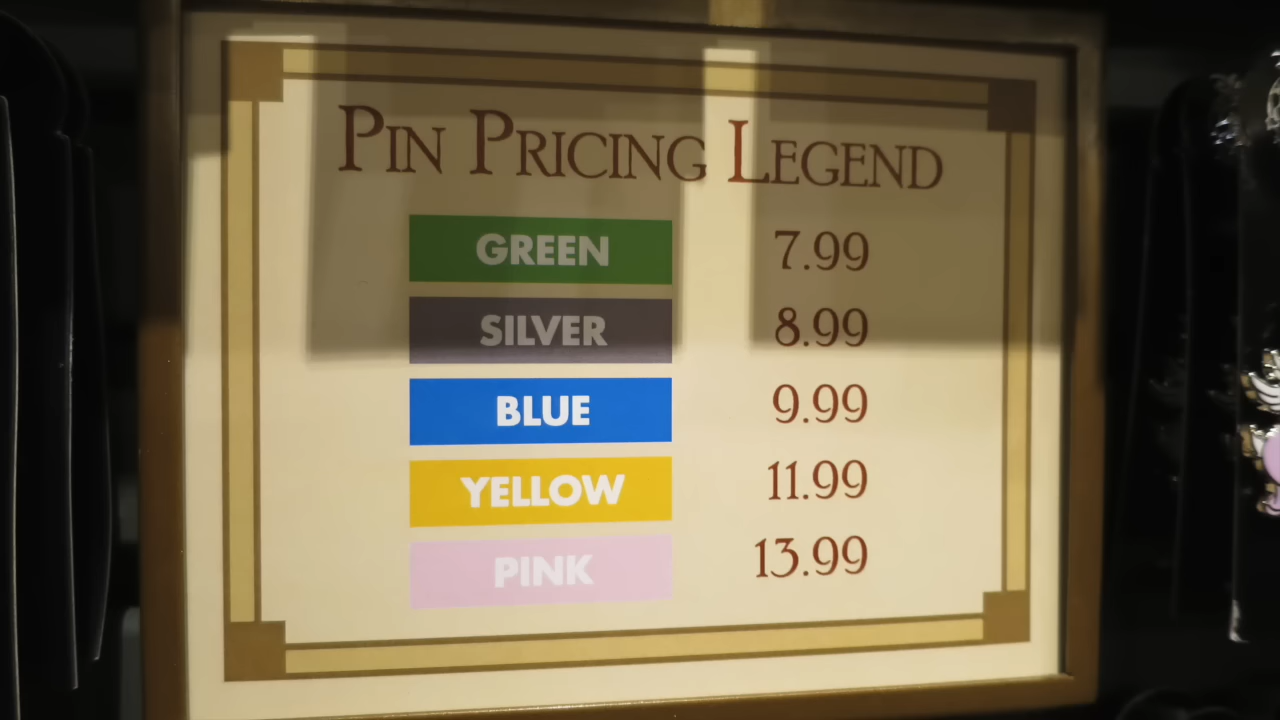 PIN PRICING LEGEND
GREEN 7.99
SILVER 8.99
BLUE 9.99
YELLOW 11.99
PINK 13.99